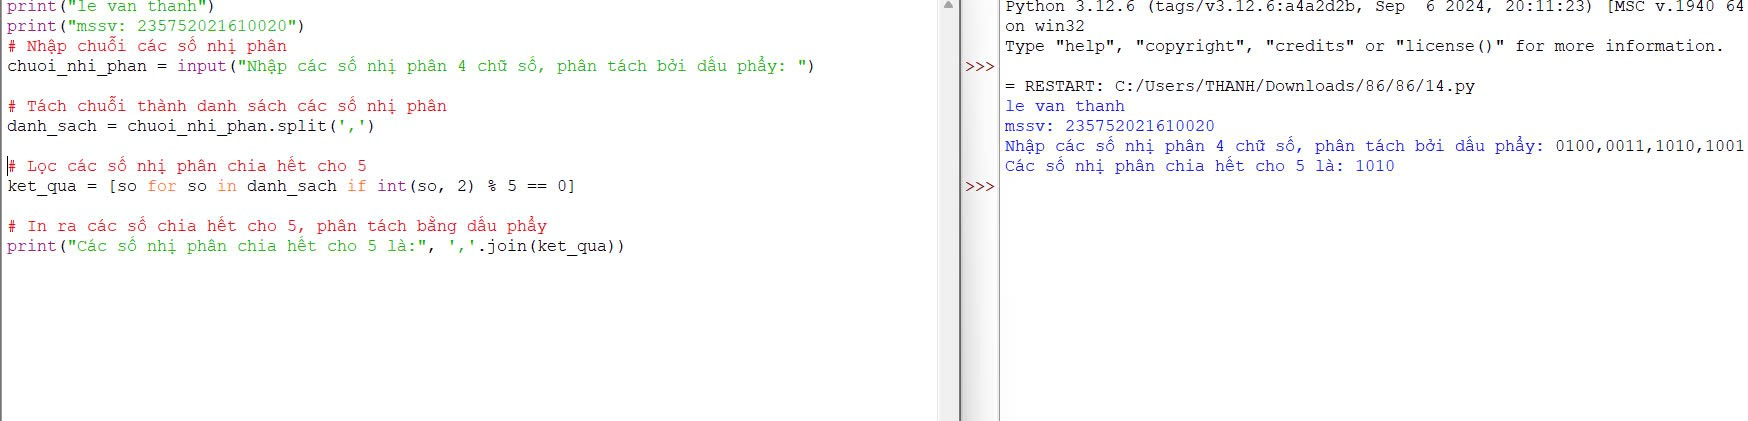 print("le van thanh")
print("mssv: 235752021610020")
# Nhập chuỗi các số nhị phân
chuoi_nhi_phan = input("Nhập các số nhị phân 4 chữ số, phân tách bởi dấu phẩy: ")
# Tách chuỗi thành danh sách các số nhị phân
danh_sach = chuoi_nhi_phan.split(',')
# Lọc các số nhị phân chia hết cho 5
ket_qua = [so for so in danh_sach if int(so, 2) % 5 == 0]
# In ra các số chia hết cho 5, phân tách bằng dấu phẩy
print("Các số nhị phân chia hết cho 5 là:", ','.join(ket_qua))
Python 3.12.6 (tags/v3.12.6:a4a2d2b, Sep  6 2024, 20:11:23) [MSC v.1940 64
on win32
Type "help", "copyright", "credits" or "license()" for more information.
>>>
= RESTART: C:/Users/THANH/Downloads/86/86/14.py
le van thanh
mssv: 235752021610020
Nhập các số nhị phân 4 chữ số, phân tách bởi dấu phẩy: 0100,0011,1010,1001
Các số nhị phân chia hết cho 5 là: 1010
>>>